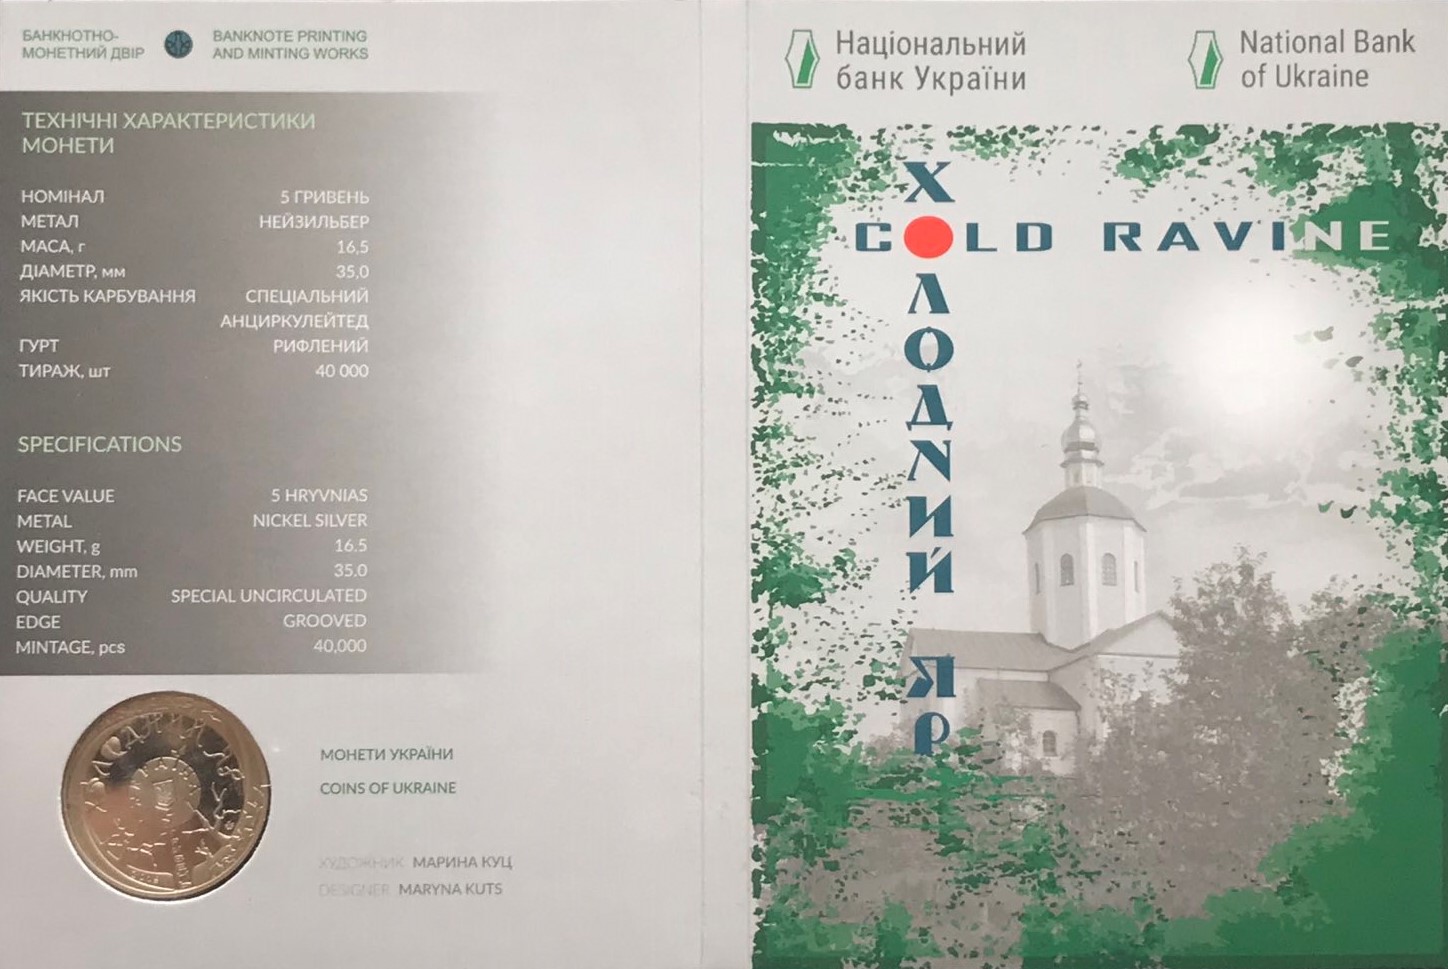 БАНКНОТНО-
МОНЕТНИЙ ДВІР
BANKNOTE PRINTING
AND MINTING WORKS
ТЕХНІЧНІ ХАРАКТЕРИСТИКИ
МОНЕТИ
НОМІНАЛ 5 ГРИВЕНЬ
МЕТАЛ НЕЙЗИЛЬБЕР
МАСА, г 16,5
ДІАМЕТР, мм 35,0
ЯКІСТЬ КАРБУВАННЯ СПЕЦІАЛЬНИЙ
АНЦИРКУЛЕЙТЕД
ГУРТ РИФЛЕНИЙ
ТИРАЖ, шт 40 000
SPECIFICATIONS
FACE VALUE 5 HRYVNIAS
METAL NICKEL SILVER
WEIGHT, g 16.5
DIAMETER, mm 35.0
QUALITY SPECIAL UNCIRCULATED
EDGE GROOVED
MINTAGE, pcs 40,000
МОНЕТИ УКРАЇНИ
COINS OF UKRAINE
ХУДОЖНИК МАРИНА КУЦ
DESIGNER MARYNA KUTS
Національний
банк України
National Bank
of Ukraine
ХОЛОДНИЙ ЯР
COLD RAVINE